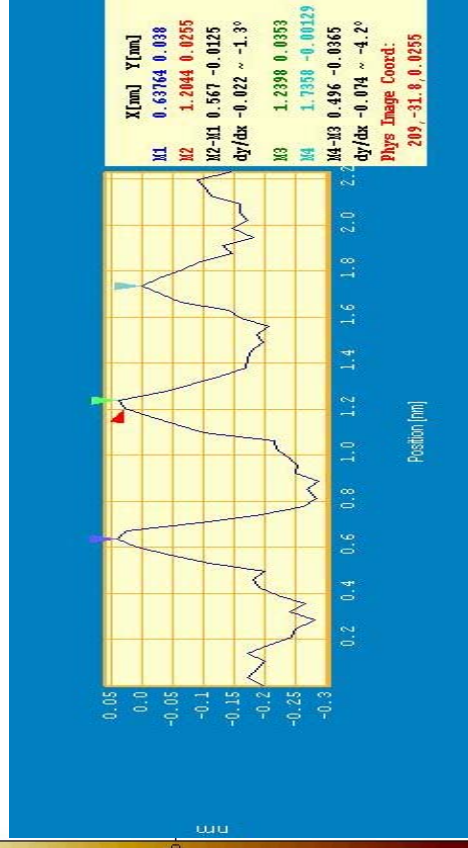 nm
0.05
0.0
-0.05
-0.1
-0.15
-0.2
-0.25
-0.3
0.2 0.4 0.6 0.8 1.0 1.2 1.4 1.6 1.8 2.0 2.2
Position [nm]
X[nm] Y[nm]
M1 0.63764 0.038
M2 1.2044 0.0255
M2-M1 0.567 -0.0125
dy/dx -0.022 ~ -1.3°
M3 1.2398 0.0353
M4 1.7358 -0.00129
M4-M3 0.496 -0.0365
dy/dx -0.074 ~ -4.2°
Phys Image Coord:
209,-31.8,0.0255